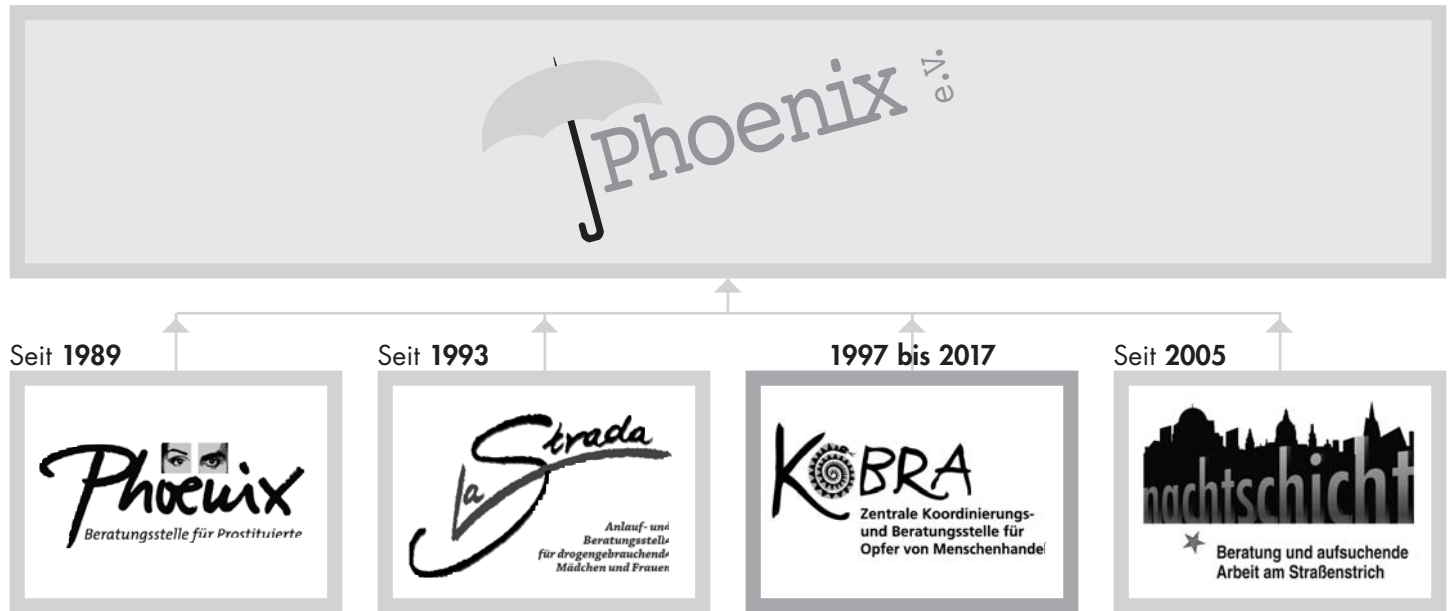 Phoenix e.V.
Seit 1989
Seit 1993
1997 bis 2017
Seit 2005
Phoenix
Beratungsstelle für Prostituierte
La Strada
Anlauf- und
Beratungsstelle
für drogengebrauchende
Mädchen und Frauen
KOBRA
Zentrale Koordinierungs-
und Beratungsstelle für
Opfer von Menschenhandel
nachtschicht
Beratung und aufsuchende
Arbeit am Straßenstrich